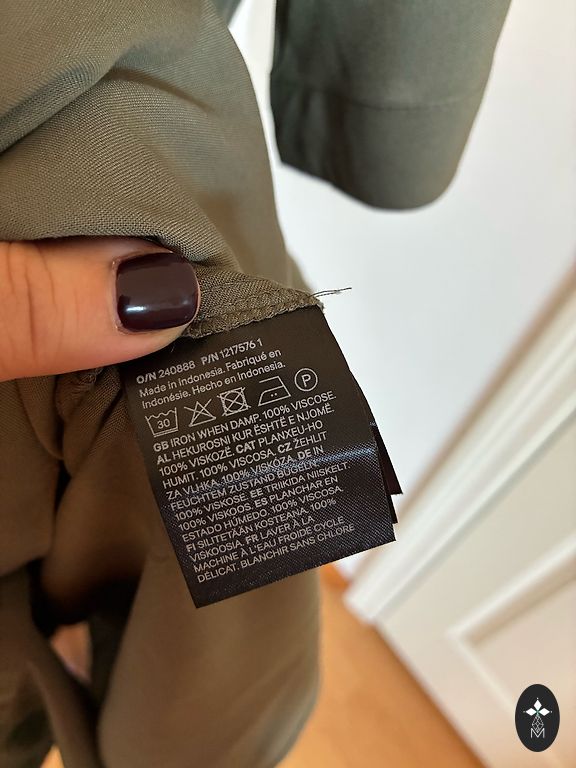 O/N 240888 P/N 1217576 1
Made in Indonesia. Fabriqué en
Indonésie. Hecho en Indonesia.
30 P
GB IRON WHEN DAMP. 100% VISCOSE.
AL HEKUROSNI KUR ËSHTË E NJOMË.
100% VISKOZË. CAT PLANXEU-HO
HUMIT. 100% VISCOSA. CZ ŽEHLIT
ZA VLHKA. 100% VISKÓZA. DE IN
FEUCHTEM ZUSTAND BÜGELN.
100% VISKOSE. EE TRIIKIDA NIISKELT.
100% VISKOOS. ES PLANCHAR EN
ESTADO HÚMEDO. 100% VISCOSA.
FI SILITETÄÄN KOSTEANA. 100%
VISKOOSIA. FR LAVER À LA
MACHINE À L'EAU FROIDE CYCLE
DÉLICAT. BLANCHIR SANS CHLORE
M